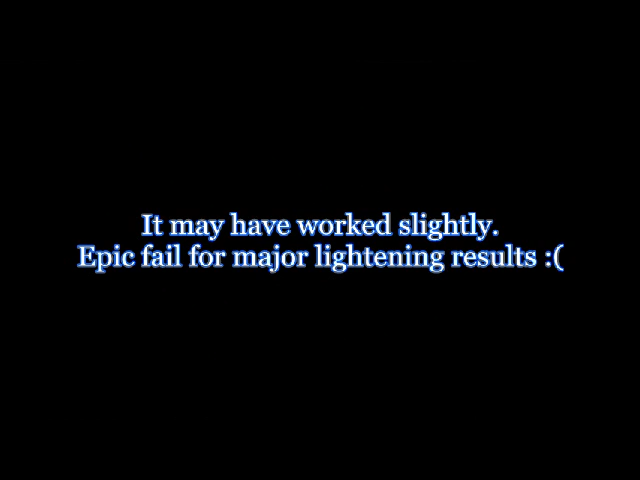 It may have worked slightly.
Epic fail for major lightening results :(